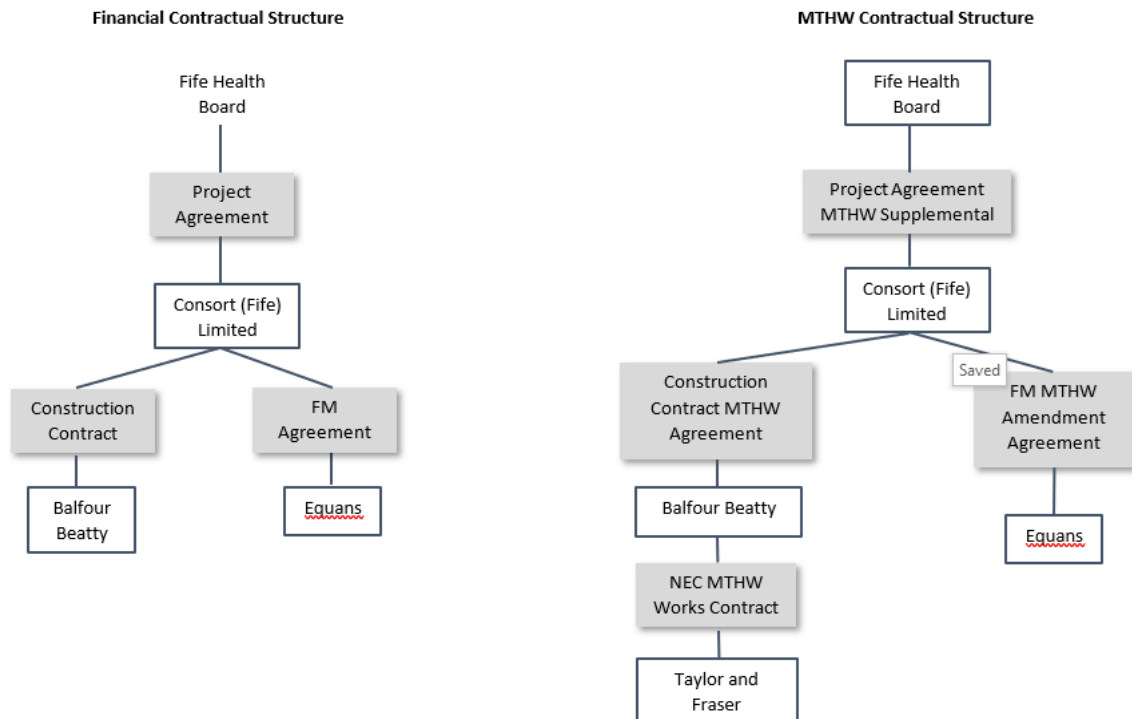 Financial Contractual Structure
Fife Health
Board
Project
Agreement
Consort (Fife)
Limited
Construction
Contract
FM
Agreement
Balfour
Beatty
Equans
MTHW Contractual Structure
Fife Health
Board
Project Agreement
MTHW Supplemental
Consort (Fife)
Limited
Saved
Construction
Contract MTHW
Agreement
FM MTHW
Amendment
Agreement
Balfour Beatty
Equans
NEC MTHW
Works Contract
Taylor and
Fraser